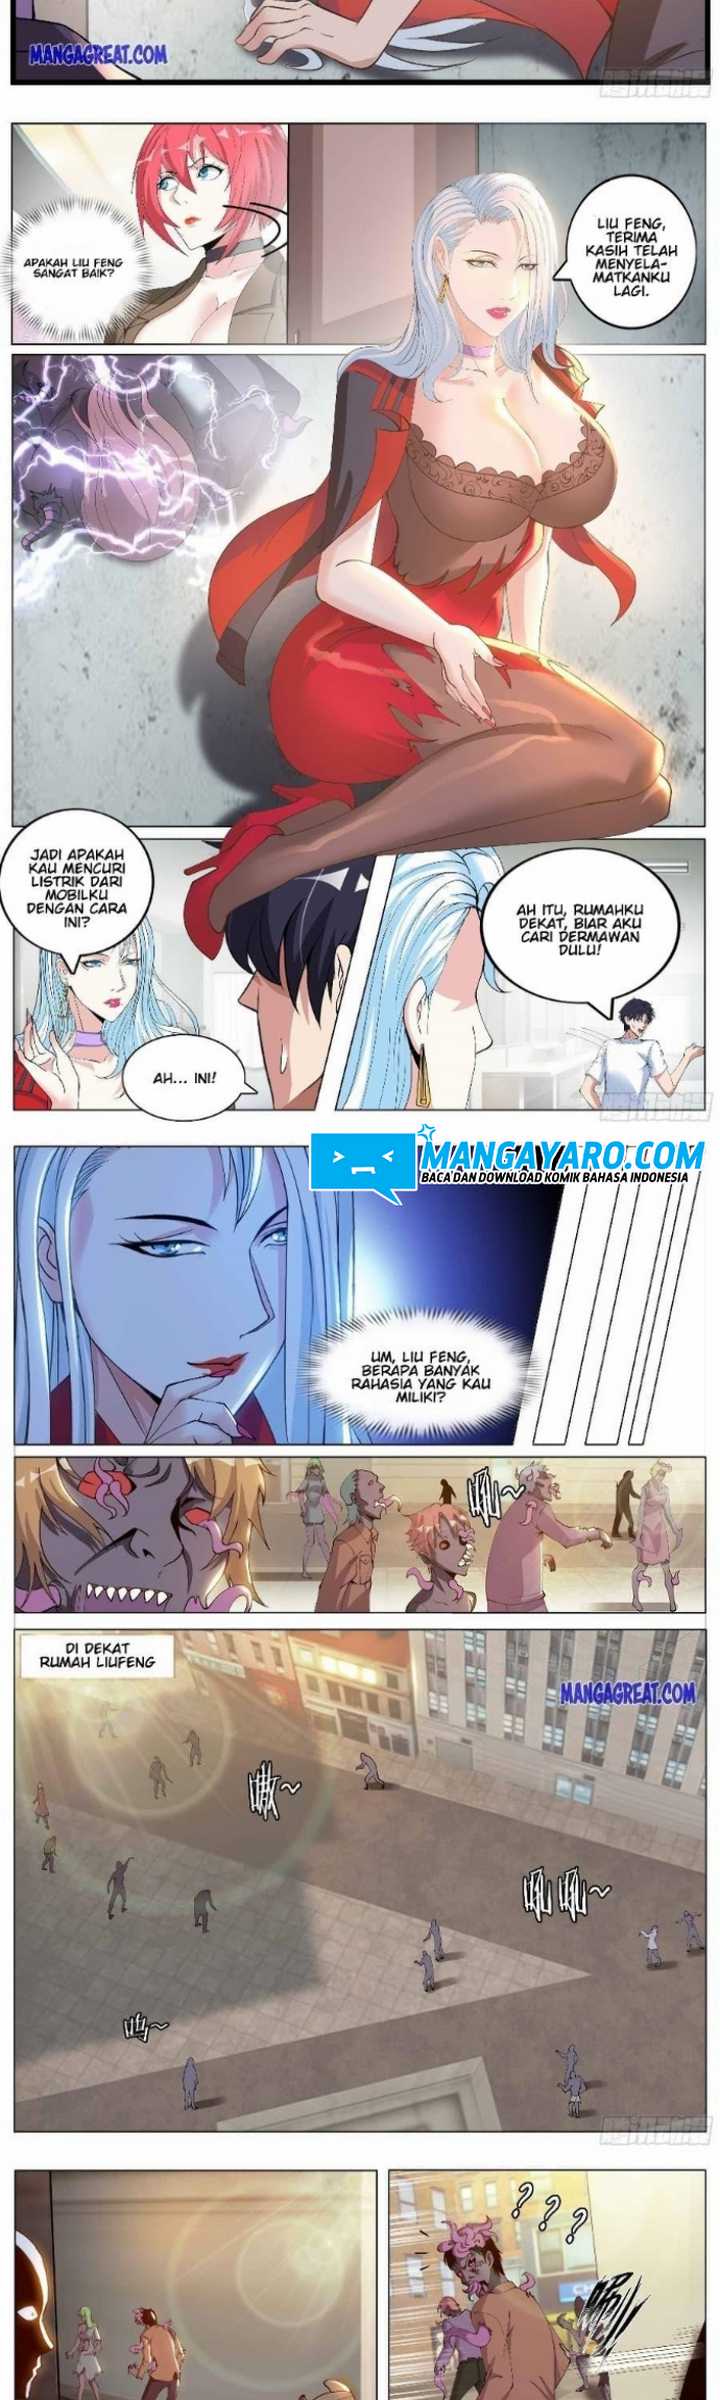 MANGAGREAT.COM
APAKAH LIU FENG
SANGAT BAIK?
LIU FENG,
TERIMA
KASIH TELAH
MENYELA-
MATKANKU
LAGI.
JADI APAKAH
KAU MENCURI
LISTRIK DARI
MOBILKU
DENGAN CARA
INI?
AH... INI!
AH ITU, RUMAHKU
DEKAT, BIAR AKU
CARI DERMAWAN
DULU!
MANGAYARO.COM
BACA DAN DOWNLOAD KOMIK BAHASA INDONESIA
UM, LIU FENG,
BERAPA BANYAK
RAHASIA YANG KAU
MILIKI?
DI DEKAT
RUMAH LIUFENG
MANGAGREAT.COM
? ? ?